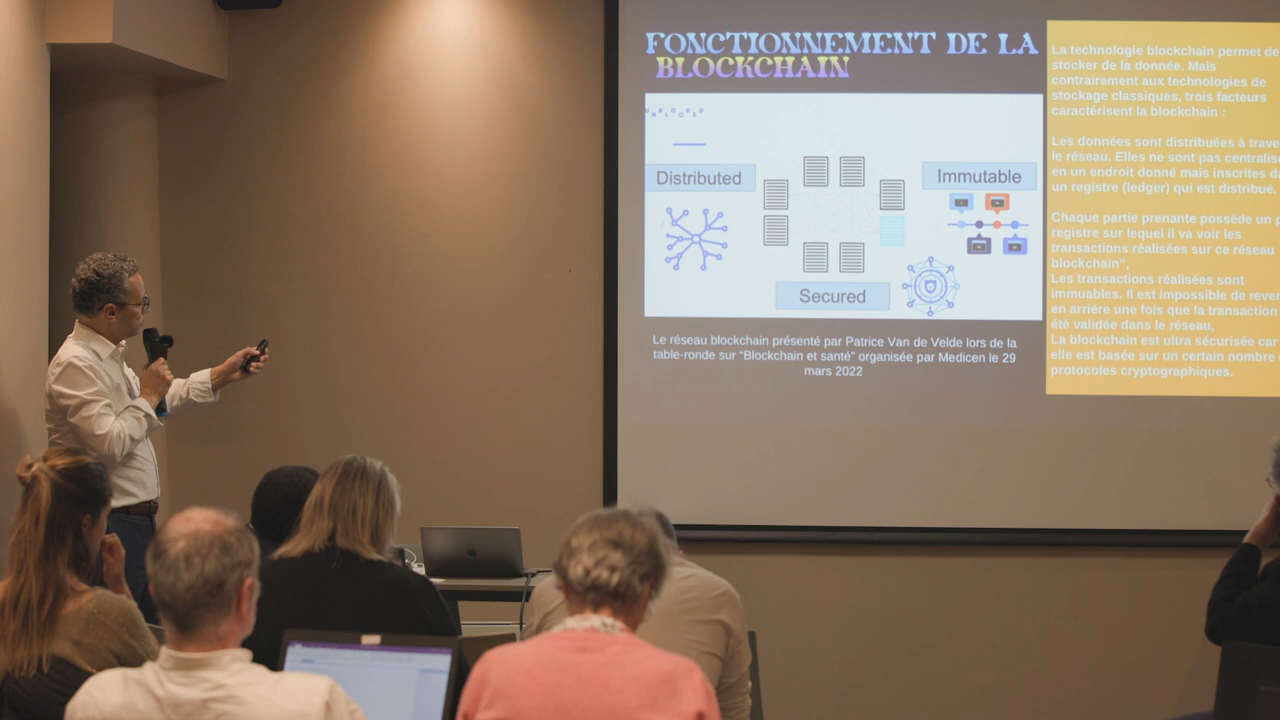 FONCTIONNEMENT DE LA
BLOCKCHAIN
UNBLOCKED
Distributed
Immutable
Secured
Le réseau blockchain présenté par Patrice Van de Velde lors de la
table-ronde sur “Blockchain et santé” organisée par Medicen le 29
mars 2022
La technologie blockchain permet de
stocker de la donnée. Mais
contrairement aux technologies de
stockage classiques, trois facteurs
caractérisent la blockchain :
Les données sont distribuées à trave
le réseau. Elles ne sont pas centralisé
en un endroit donné mais inscrites da
un registre (ledger) qui est distribué.
Chaque partie prenante possède un p
registre sur lequel il va voir les
transactions réalisées sur ce réseau
blockchain”,
Les transactions réalisées sont
immuables. Il est impossible de reven
en arrière une fois que la transaction
été validée dans le réseau,
La blockchain est ultra sécurisée car
elle est basée sur un certain nombre
protocoles cryptographiques.